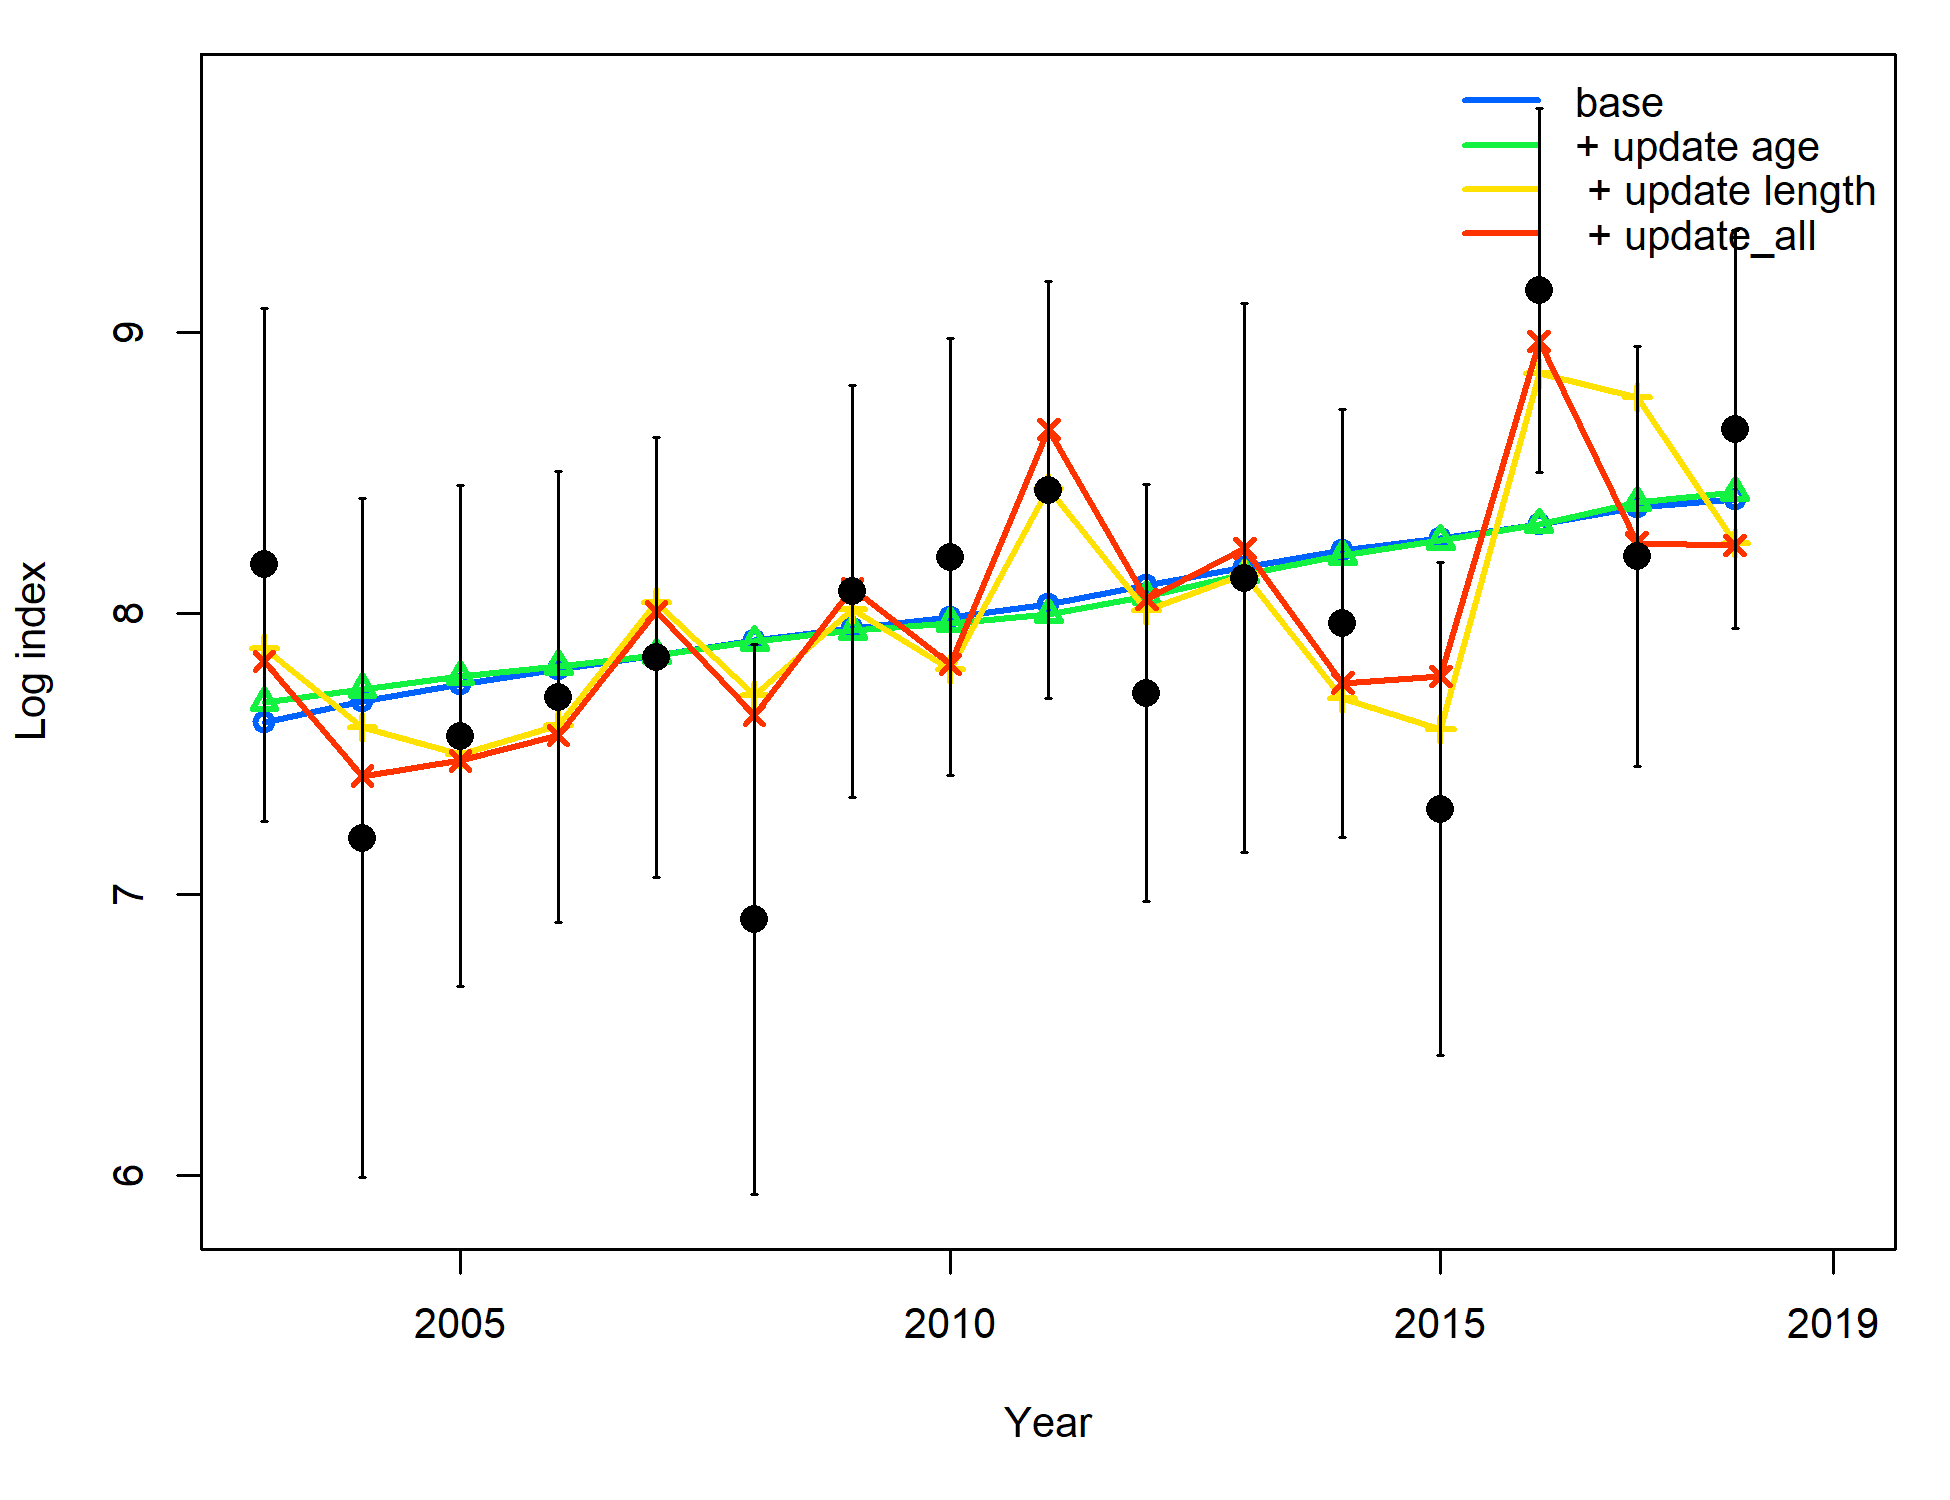 base
+ update age
+ update length
+ update_all
9
8
7
6
Log index
2005 2010 2015 2019
Year